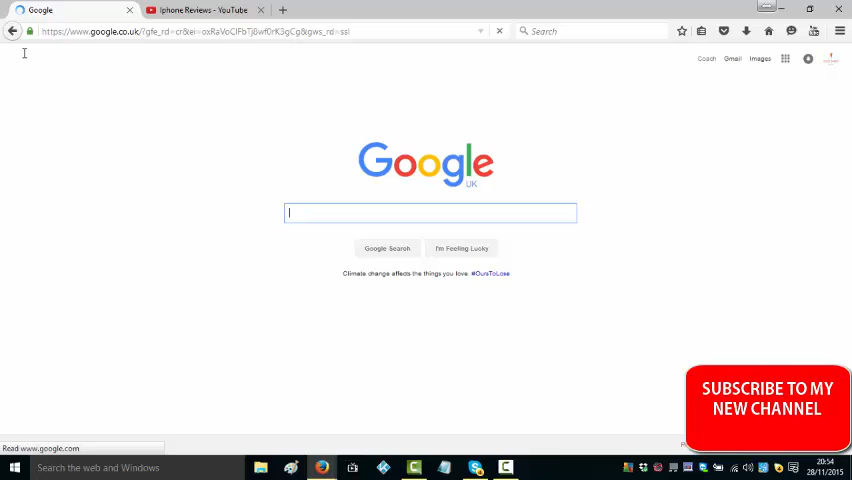 Google
Iphone Reviews - YouTube
https://www.google.co.uk/?gfe_rd=cr&ei=oxRaVoClFbTj8wf0rK3gCg&gws_rd=ssl
Search
Coach Gmail Images
Google
UK
Google Search I'm Feeling Lucky
Climate change affects the things you love #OursToLose
SUBSCRIBE TO MY
NEW CHANNEL
Read www.google.com
Search the web and Windows
20:54
28/11/2015